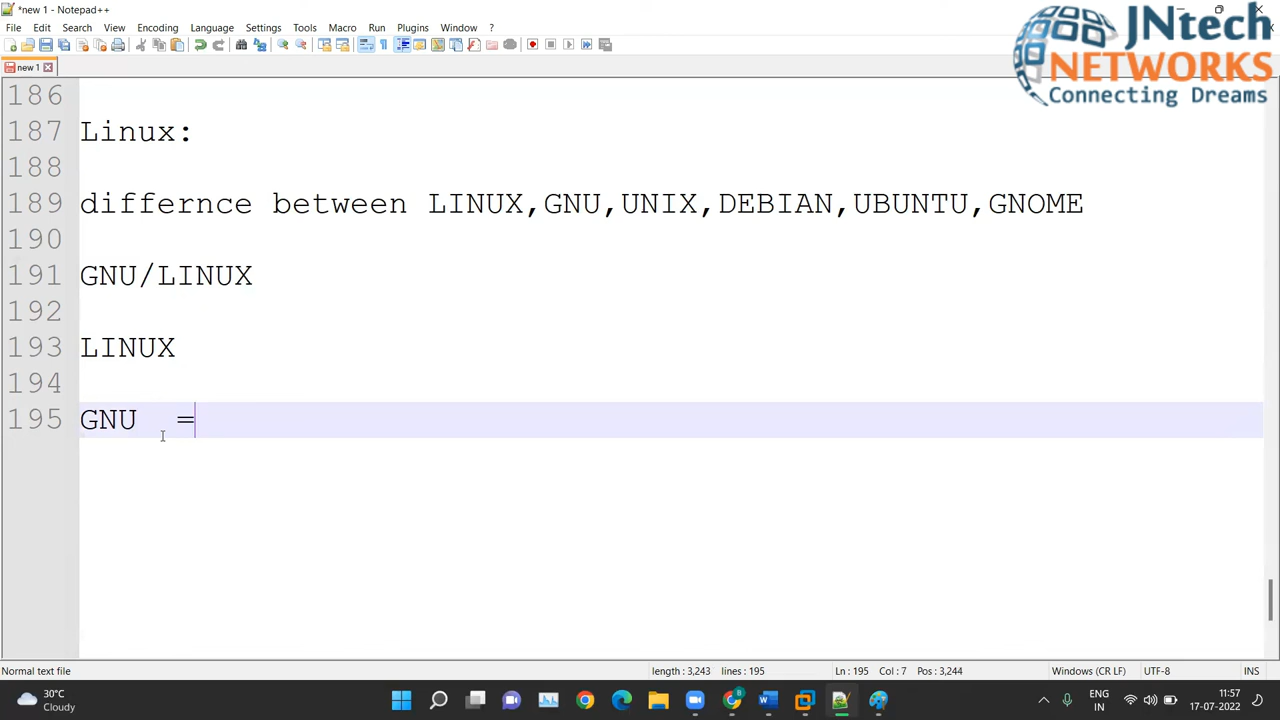 *new 1 - Notepad++
File Edit Search View Encoding Language Settings Tools Macro Run Plugins Window ?
new 1
JNtech
NETWORKS
Connecting Dreams
186
187 Linux:
188
189 differnce between LINUX,GNU,UNIX,DEBIAN,UBUNTU,GNOME
190
191 GNU/LINUX
192
193 LINUX
194
195 GNU  =
Normal text file length : 3,243 lines : 195 Ln : 195 Col : 7 Pos : 3,244 Windows (CR LF) UTF-8 INS
30°C
Cloudy
ENG
IN
11:57
17-07-2022